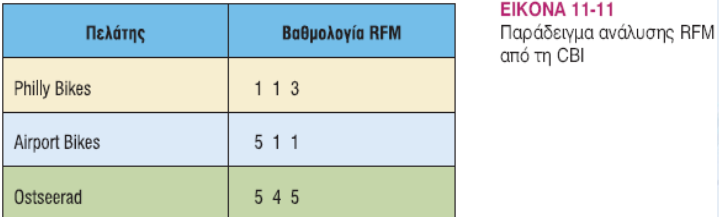 Πελάτης Βαθμολογία RFM
Philly Bikes 1 1 3
Airport Bikes 5 1 1
Ostseerad 5 4 5
ΕΙΚΟΝΑ 11-11
Παράδειγμα ανάλυσης RFM
από τη CBI